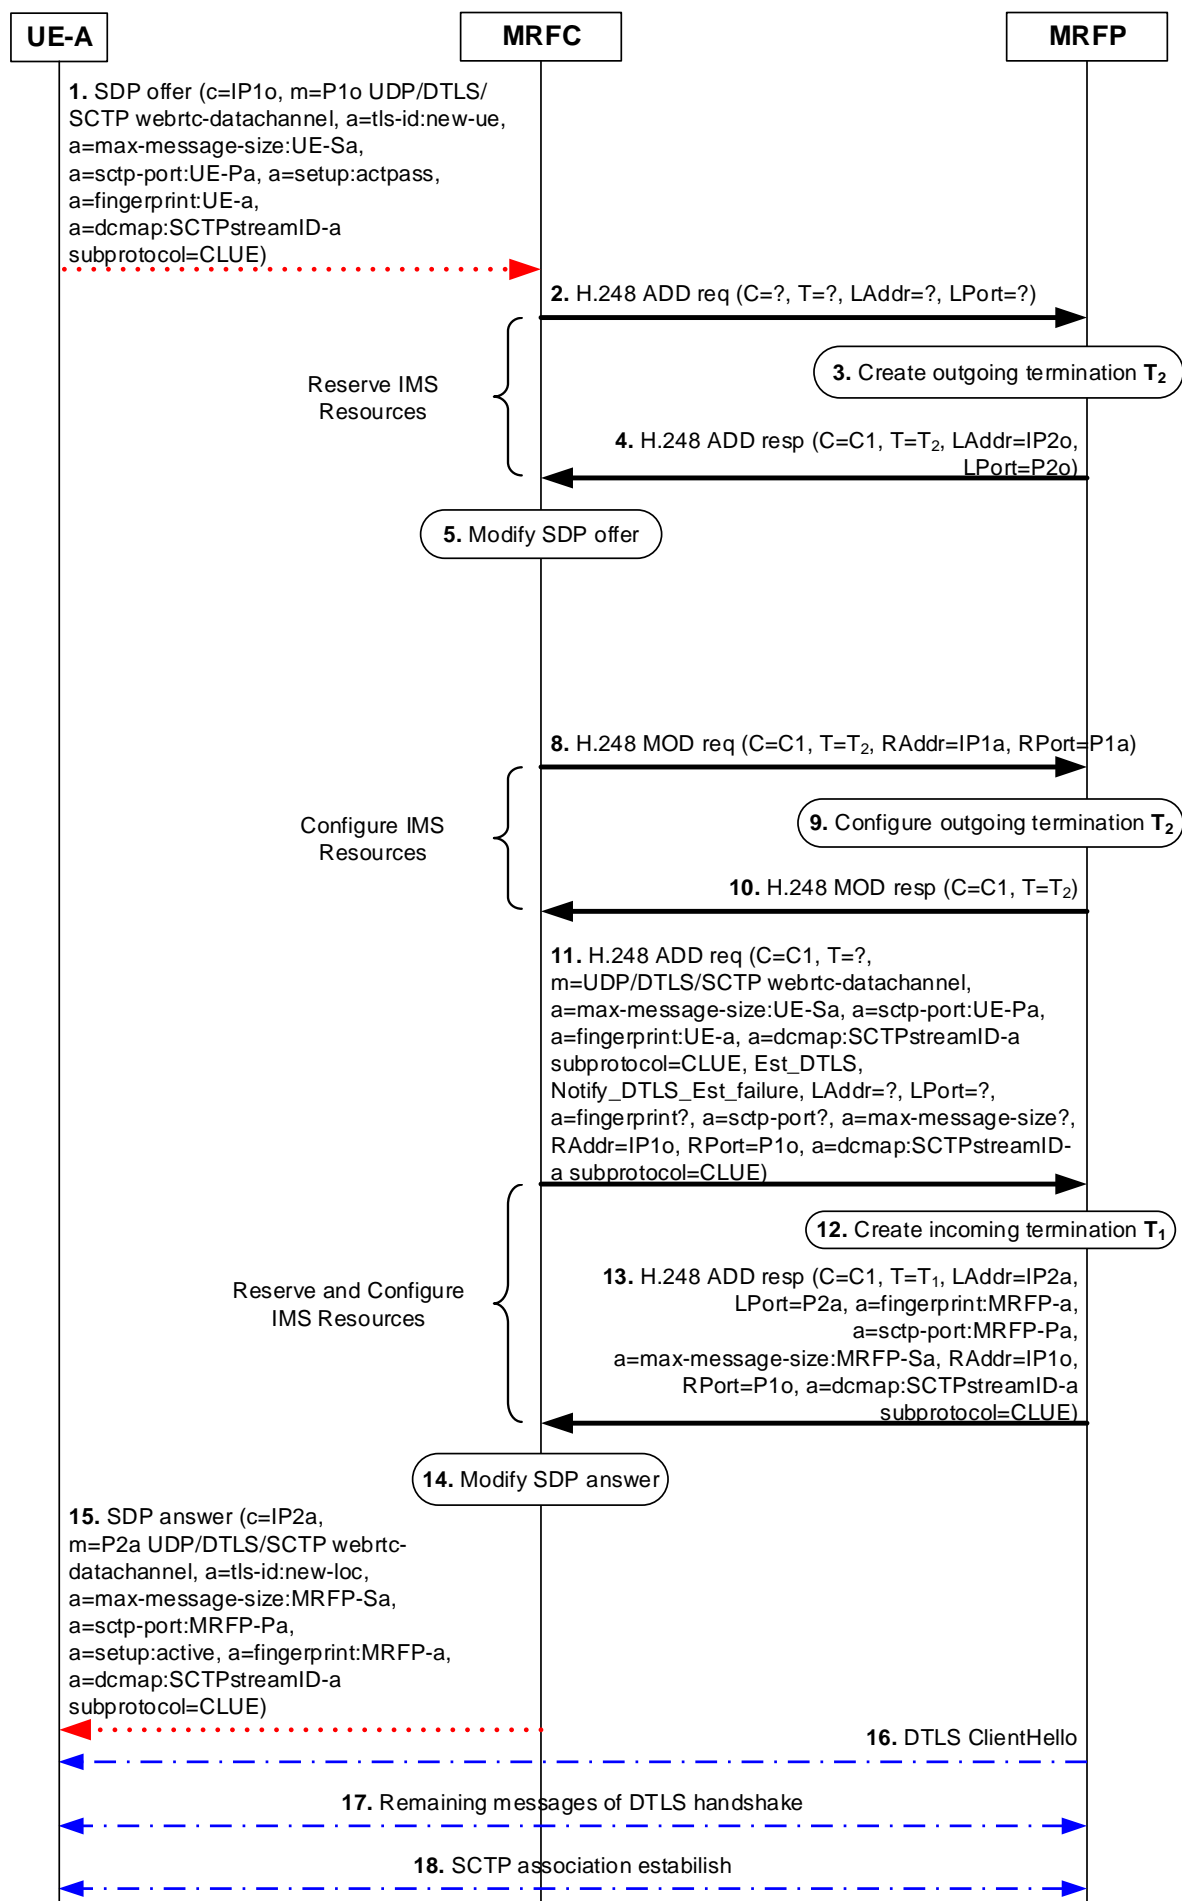 UE-A
MRFC
MRFP
1. SDP offer (c=IP1o, m=P1o UDP/DTLS/
SCTP webrtc-datachannel, a=tls-id:new-ue,
a=max-message-size:UE-Sa,
a=sctp-port:UE-Pa, a=setup:actpass,
a=fingerprint:UE-a,
a=dcmap:SCTPstreamID-a
subprotocol=CLUE)
2. H.248 ADD req (C=?, T=?, LAddr=?, LPort=?)
3. Create outgoing termination T2
Reserve IMS
Resources
4. H.248 ADD resp (C=C1, T=T2, LAddr=IP2o,
LPort=P2o)
5. Modify SDP offer
8. H.248 MOD req (C=C1, T=T2, RAddr=IP1a, RPort=P1a)
9. Configure outgoing termination T2
Configure IMS
Resources
10. H.248 MOD resp (C=C1, T=T2)
11. H.248 ADD req (C=C1, T=?,
m=UDP/DTLS/SCTP webrtc-datachannel,
a=max-message-size:UE-Sa, a=sctp-port:UE-Pa,
a=fingerprint:UE-a, a=dcmap:SCTPstreamID-a
subprotocol=CLUE, Est_DTLS,
Notify_DTLS_Est_failure, LAddr=?, LPort=?,
a=fingerprint?, a=sctp-port?, a=max-message-size?,
RAddr=IP1o, RPort=P1o, a=dcmap:SCTPstreamID-
a subprotocol=CLUE)
12. Create incoming termination T1
Reserve and Configure
IMS Resources
13. H.248 ADD resp (C=C1, T=T1, LAddr=IP2a,
LPort=P2a, a=fingerprint:MRFP-a,
a=sctp-port:MRFP-Pa,
a=max-message-size:MRFP-Sa, RAddr=IP1o,
RPort=P1o, a=dcmap:SCTPstreamID-a
subprotocol=CLUE)
14. Modify SDP answer
15. SDP answer (c=IP2a,
m=P2a UDP/DTLS/SCTP webrtc-
datachannel, a=tls-id:new-loc,
a=max-message-size:MRFP-Sa,
a=sctp-port:MRFP-Pa,
a=setup:active, a=fingerprint:MRFP-a,
a=dcmap:SCTPstreamID-a
subprotocol=CLUE)
16. DTLS ClientHello
17. Remaining messages of DTLS handshake
18. SCTP association estabilish